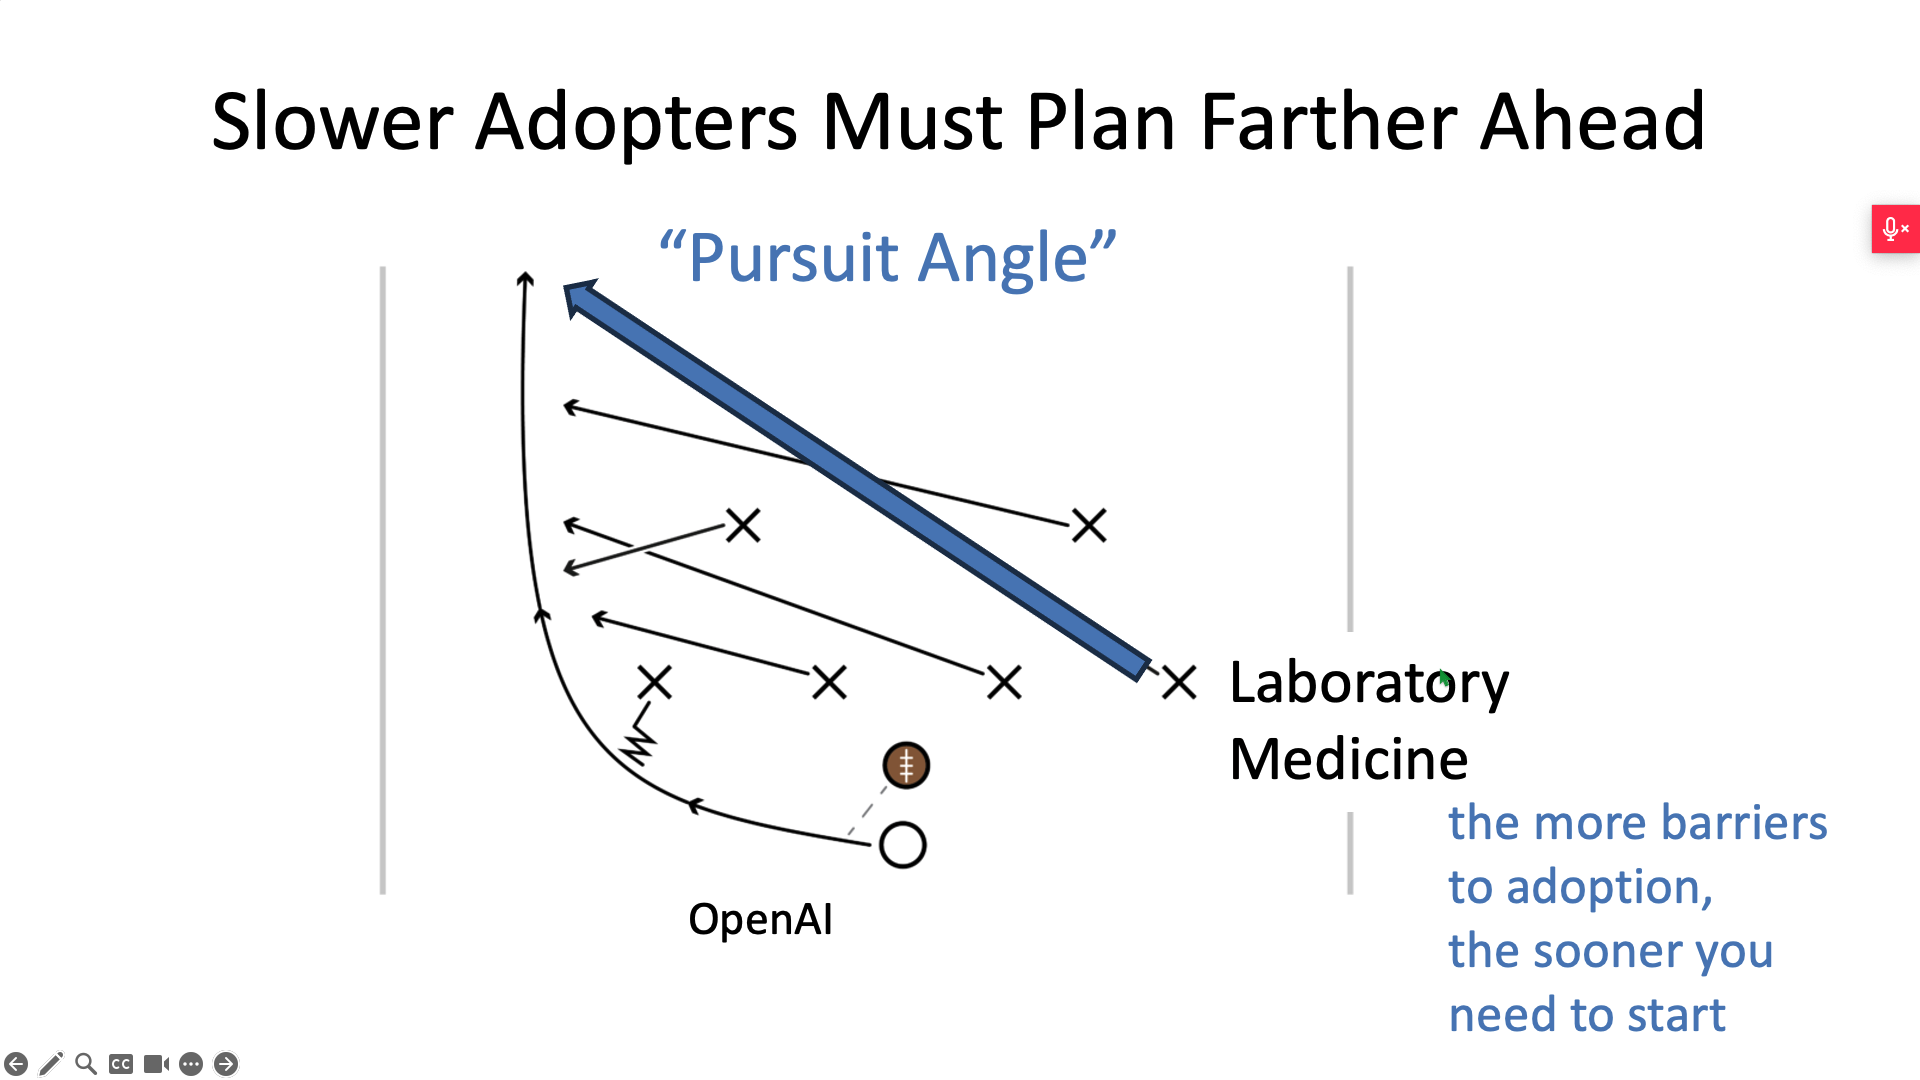 Slower Adopters Must Plan Farther Ahead
“Pursuit Angle”
Laboratory
Medicine
the more barriers
to adoption,
the sooner you
need to start
OpenAI
CC